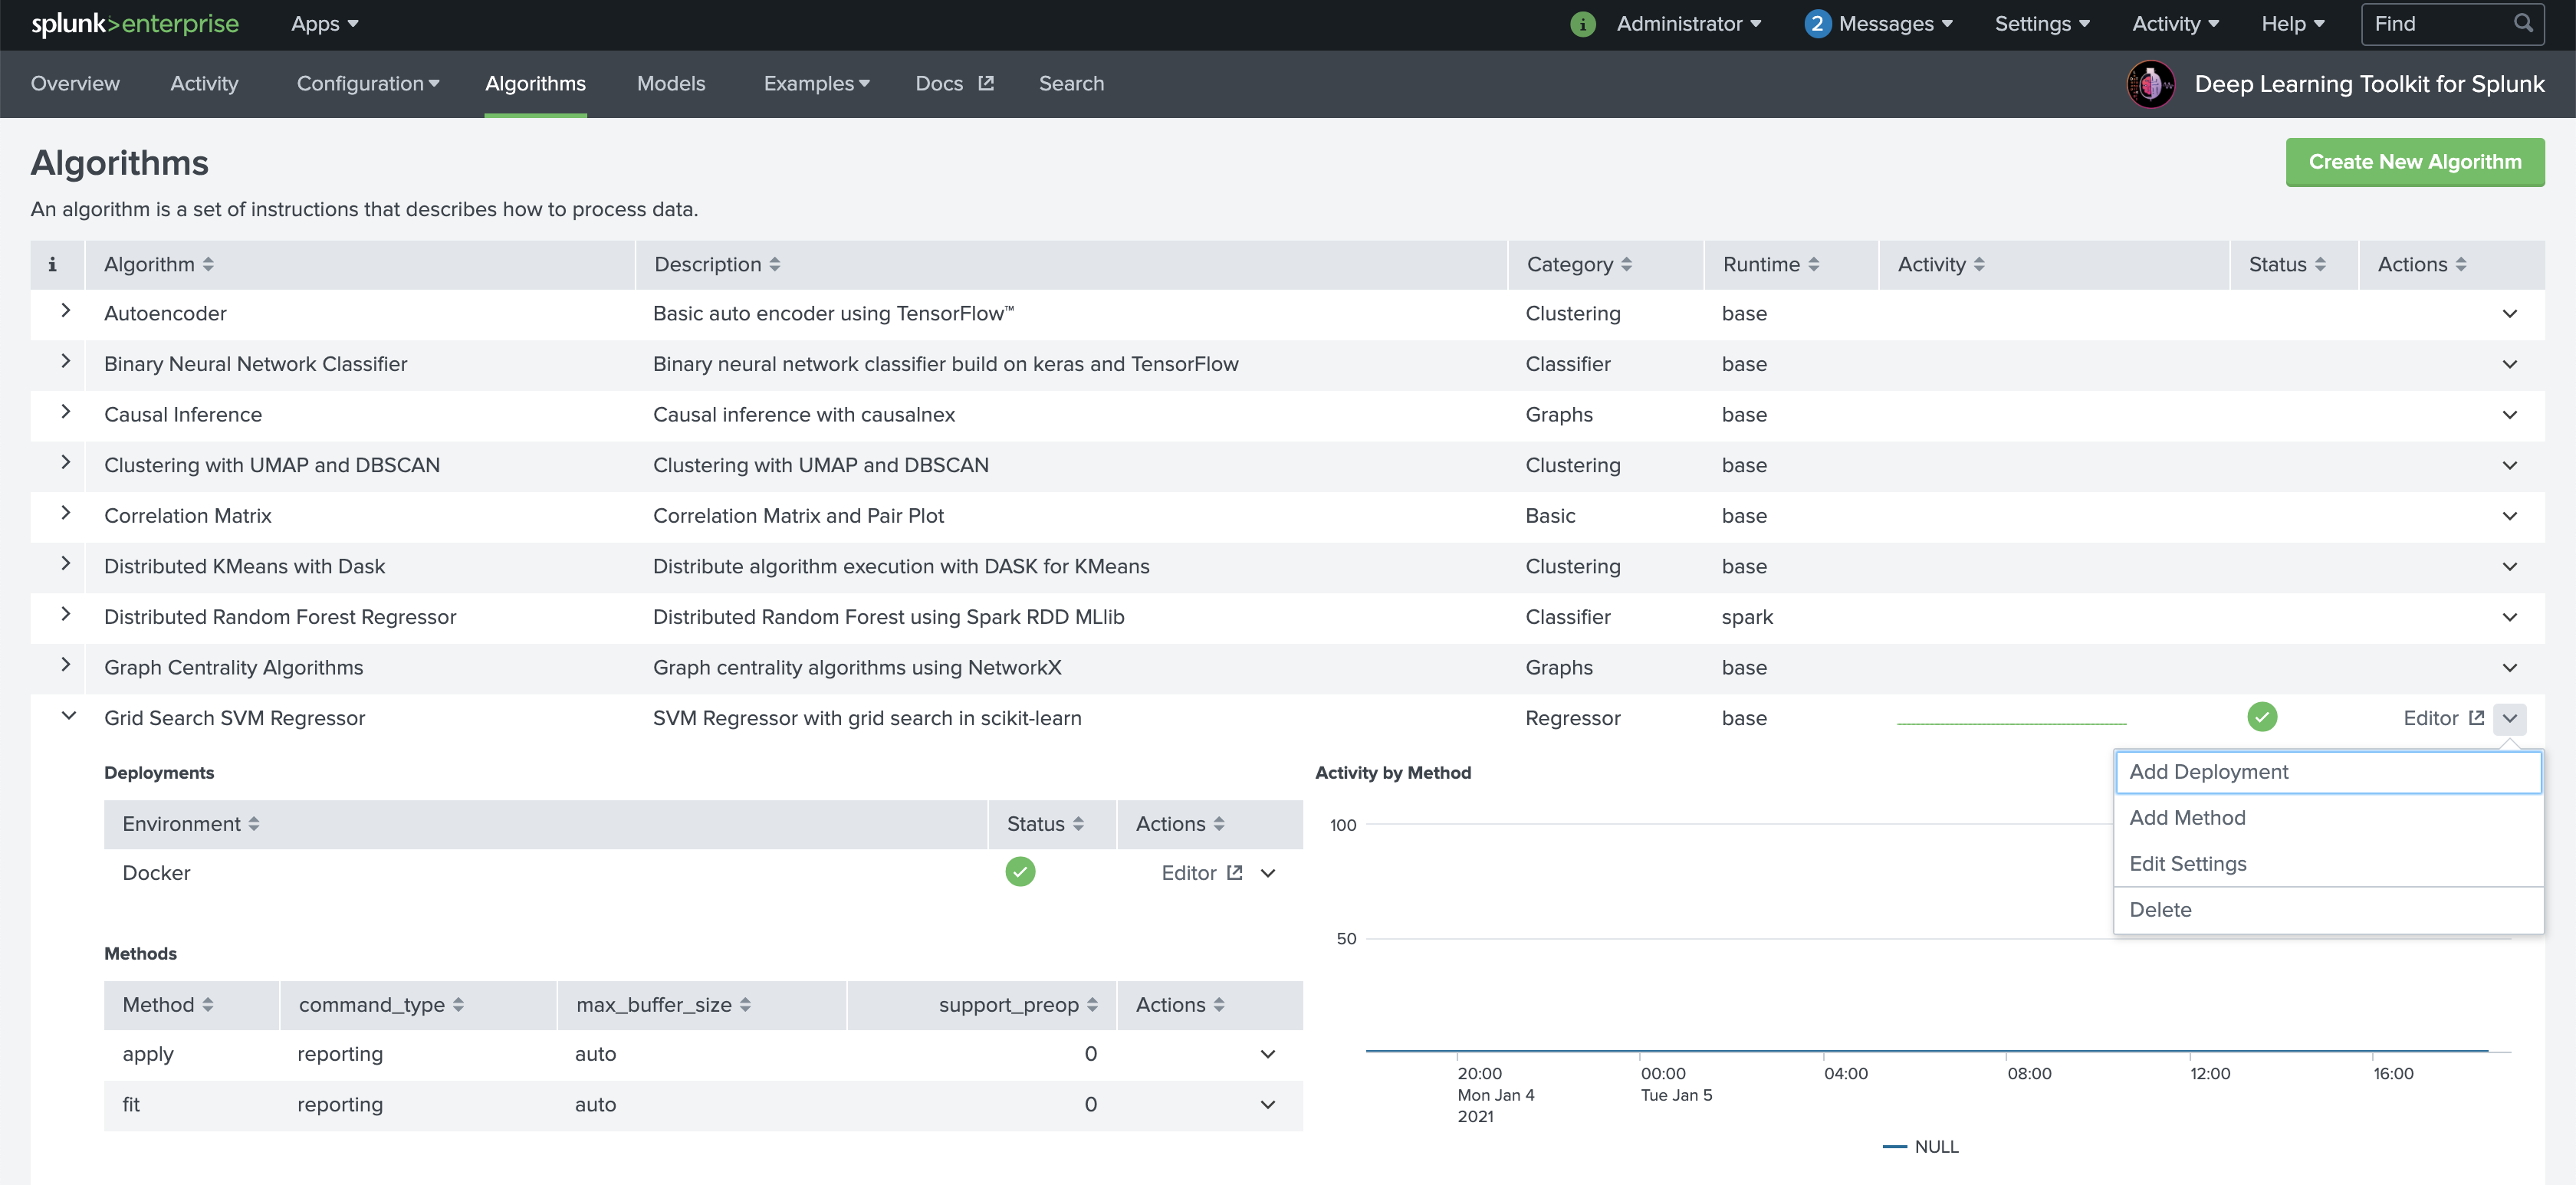 splunk>enterprise Apps Administrator 2 Messages Settings Activity Help Find
Overview Activity Configuration Algorithms Models Examples Docs Search Deep Learning Toolkit for Splunk
Algorithms
Create New Algorithm
An algorithm is a set of instructions that describes how to process data.
i Algorithm Description Category Runtime Activity Status Actions
Autoencoder Basic auto encoder using TensorFlow™ Clustering base
Binary Neural Network Classifier Binary neural network classifier build on keras and TensorFlow Classifier base
Causal Inference Causal inference with causalnex Graphs base
Clustering with UMAP and DBSCAN Clustering with UMAP and DBSCAN Clustering base
Correlation Matrix Correlation Matrix and Pair Plot Basic base
Distributed KMeans with Dask Distribute algorithm execution with DASK for KMeans Clustering base
Distributed Random Forest Regressor Distributed Random Forest using Spark RDD MLlib Classifier spark
Graph Centrality Algorithms Graph centrality algorithms using NetworkX Graphs base
Grid Search SVM Regressor SVM Regressor with grid search in scikit-learn Regressor base Editor
Deployments
Environment Status Actions
Docker Editor
Methods
Method command_type max_buffer_size support_preop Actions
apply reporting auto 0
fit reporting auto 0
Activity by Method
100
50
20:00 00:00 04:00 08:00 12:00 16:00
Mon Jan 4 Tue Jan 5
2021
NULL
Add Deployment
Add Method
Edit Settings
Delete